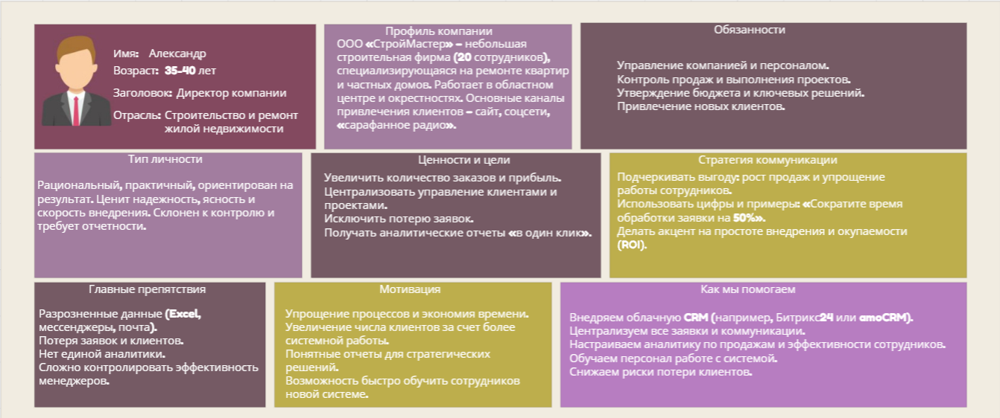 Имя: Александр
Возраст: 35-40 лет
Заголовок: Директор компании
Отрасль: Строительство и ремонт
жилой недвижимости
Профиль компании
ООО «СтройМастер» – небольшая
строительная фирма (20 сотрудников),
специализирующаяся на ремонте квартир
и частных домов. Работает в областном
центре и окрестностях. Основные каналы
привлечения клиентов – сайт, соцсети,
«сарафанное радио».
Обязанности
Управление компанией и персоналом.
Контроль продаж и выполнения проектов.
Утверждение бюджета и ключевых решений.
Привлечение новых клиентов.
Тип личности
Рациональный, практичный, ориентирован на
результат. Ценит надежность, ясность и
скорость внедрения. Склонен к контролю и
требует отчетности.
Ценности и цели
Увеличить количество заказов и прибыль.
Централизовать управление клиентами и
проектами.
Исключить потерю заявок.
Получать аналитические отчеты «в один клик».
Стратегия коммуникации
Подчеркивать выгоду: рост продаж и упрощение
работы сотрудников.
Использовать цифры и примеры: «Сократите время
обработки заявки на 50%».
Делать акцент на простоте внедрения и окупаемости
(ROI).
Главные препятствия
Разрозненные данные (Excel,
мессенджеры, почта).
Потеря заявок и клиентов.
Нет единой аналитики.
Сложно контролировать эффективность
менеджеров.
Мотивация
Упрощение процессов и экономия времени.
Увеличение числа клиентов за счет более
системной работы.
Понятные отчеты для стратегических
решений.
Возможность быстро обучить сотрудников
новой системе.
Как мы помогаем
Внедряем облачную CRM (например, Битрикс24 или amoCRM).
Централизуем все заявки и коммуникации.
Настраиваем аналитику по продажам и эффективности сотрудников.
Обучаем персонал работе с системой.
Снижаем риски потери клиентов.